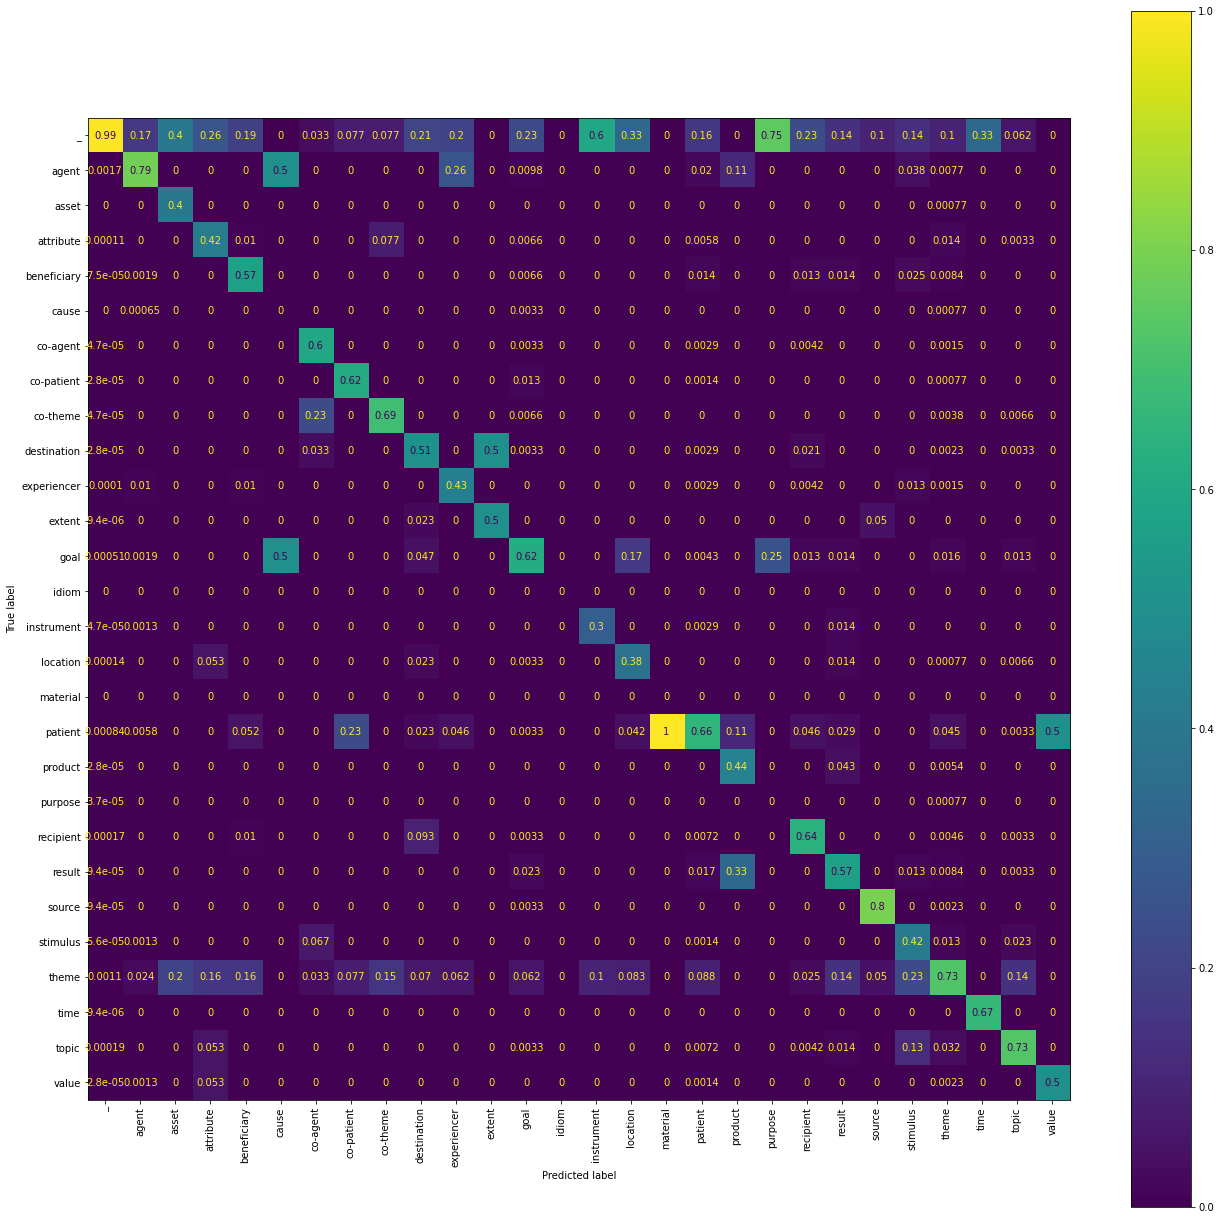 1.0
_ 0.99 0.17 0.4 0.26 0.19 0 0.033 0.077 0.077 0.21 0.2 0 0.23 0 0.6 0.33 0 0.16 0 0.75 0.23 0.14 0.1 0.14 0.1 0.33 0.062 0
agent 0.0017 0.79 0 0 0 0.5 0 0 0 0 0.26 0 0.0098 0 0 0 0 0.02 0.11 0 0 0 0 0.038 0.0077 0 0 0
asset 0 0 0.4 0 0 0 0 0 0 0 0 0 0 0 0 0 0 0 0 0 0 0 0 0 0.00077 0 0 0
attribute 0.00011 0 0 0.42 0.01 0 0 0 0.077 0 0 0 0.0066 0 0 0 0 0.0058 0 0 0 0 0 0 0.014 0 0.0033 0
0.8
beneficiary 7.5e-05 0.0019 0 0 0.57 0 0 0 0 0 0 0 0.0066 0 0 0 0 0.014 0 0 0.013 0.014 0 0.025 0.0084 0 0 0
cause 0 0.00065 0 0 0 0 0 0 0 0 0 0 0.0033 0 0 0 0 0 0 0 0 0 0 0 0.00077 0 0 0
co-agent 4.7e-05 0 0 0 0 0 0.6 0 0 0 0 0 0.0033 0 0 0 0 0.0029 0 0 0.0042 0 0 0 0.0015 0 0 0
co-patient 2.8e-05 0 0 0 0 0 0 0.62 0 0 0 0 0.013 0 0 0 0 0.0014 0 0 0 0 0 0 0.00077 0 0 0
co-theme 4.7e-05 0 0 0 0 0 0.23 0 0.69 0 0 0 0.0066 0 0 0 0 0 0 0 0 0 0 0 0.0038 0 0.0066 0
destination 2.8e-05 0 0 0 0 0 0.033 0 0 0.51 0 0.5 0.0033 0 0 0 0 0.0029 0 0 0.021 0 0 0 0.0023 0 0.0033 0
experiencer 0.0001 0.01 0 0 0.01 0 0 0 0 0 0.43 0 0 0 0 0 0 0.0029 0 0 0.0042 0 0 0.013 0.0015 0 0 0
0.6
extent 9.4e-06 0 0 0 0 0 0 0 0 0.023 0 0.5 0 0 0 0 0 0 0 0 0 0 0.05 0 0 0 0 0
goal 0.00051 0.0019 0 0 0 0.5 0 0 0 0.047 0 0 0.62 0 0 0.17 0 0.0043 0 0.25 0.013 0.014 0 0 0.016 0 0.013 0
idiom 0 0 0 0 0 0 0 0 0 0 0 0 0 0 0 0 0 0 0 0 0 0 0 0 0 0 0 0
True label
instrument 4.7e-05 0.0013 0 0 0 0 0 0 0 0 0 0 0 0 0.3 0 0 0.0029 0 0 0 0.014 0 0 0 0 0 0
location 0.00014 0 0 0.053 0 0 0 0 0 0.023 0 0 0.0033 0 0 0.38 0 0 0 0 0 0.014 0 0 0.00077 0 0.0066 0
material 0 0 0 0 0 0 0 0 0 0 0 0 0 0 0 0 0 0 0 0 0 0 0 0 0 0 0 0
0.4
patient 0.00084 0.0058 0 0 0.052 0 0 0.23 0 0.023 0.046 0 0.0033 0 0 0.042 1 0.66 0.11 0 0.046 0.029 0 0 0.045 0 0.0033 0.5
product 2.8e-05 0 0 0 0 0 0 0 0 0 0 0 0 0 0 0 0 0 0.44 0 0 0.043 0 0 0.0054 0 0 0
purpose 3.7e-05 0 0 0 0 0 0 0 0 0 0 0 0 0 0 0 0 0 0 0 0 0 0 0 0.00077 0 0 0
recipient 0.00017 0 0 0 0.01 0 0 0 0 0.093 0 0 0.0033 0 0 0 0 0.0072 0 0 0.64 0 0 0 0.0046 0 0.0033 0
result 9.4e-05 0 0 0 0 0 0 0 0 0 0 0 0.023 0 0 0 0 0.017 0.33 0 0 0.57 0 0.013 0.0084 0 0.0033 0
source 9.4e-05 0 0 0 0 0 0 0 0 0 0 0 0.0033 0 0 0 0 0 0 0 0 0 0.8 0 0.0023 0 0 0
stimulus 5.6e-05 0.0013 0 0 0 0 0.067 0 0 0 0 0 0 0 0 0 0 0.0014 0 0 0 0 0 0.42 0.013 0 0.023 0
0.2
theme 0.0011 0.024 0.2 0.16 0.16 0 0.033 0.077 0.15 0.07 0.062 0 0.062 0 0.1 0.083 0 0.088 0 0 0.025 0.14 0.05 0.23 0.73 0 0.14 0
time 9.4e-06 0 0 0 0 0 0 0 0 0 0 0 0 0 0 0 0 0 0 0 0 0 0 0 0 0.67 0 0
topic 0.00019 0 0 0.053 0 0 0 0 0 0 0 0 0.0033 0 0 0 0 0.0072 0 0 0.0042 0.014 0 0.13 0.032 0 0.73 0
value 2.8e-05 0.0013 0 0.053 0 0 0 0 0 0 0 0 0 0 0 0 0 0.0014 0 0 0 0 0 0 0.0023 0 0 0.5
_ agent asset attribute beneficiary cause co-agent co-patient co-theme destination experiencer extent goal idiom instrument location material patient product purpose recipient result source stimulus theme time topic value
Predicted label
0.0